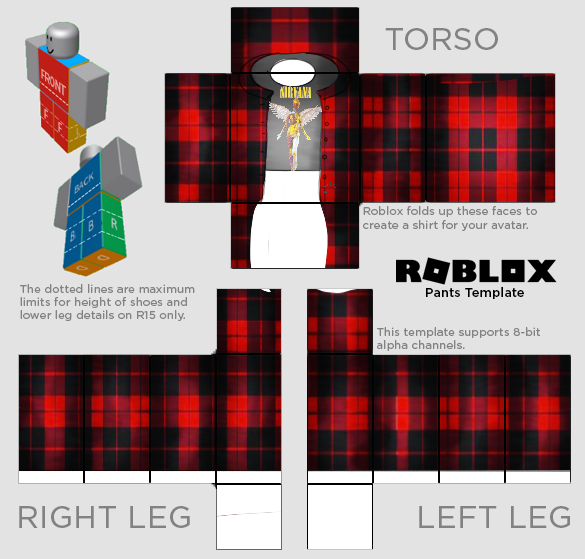 TORSO
FRONT
F
F
L
BACK
B
B
R
NIRVANA
Roblox folds up these faces to
create a shirt for your avatar.
ROBLOX
Pants Template
The dotted lines are maximum
limits for height of shoes and
lower leg details on R15 only.
This template supports 8-bit
alpha channels.
RIGHT LEG
LEFT LEG